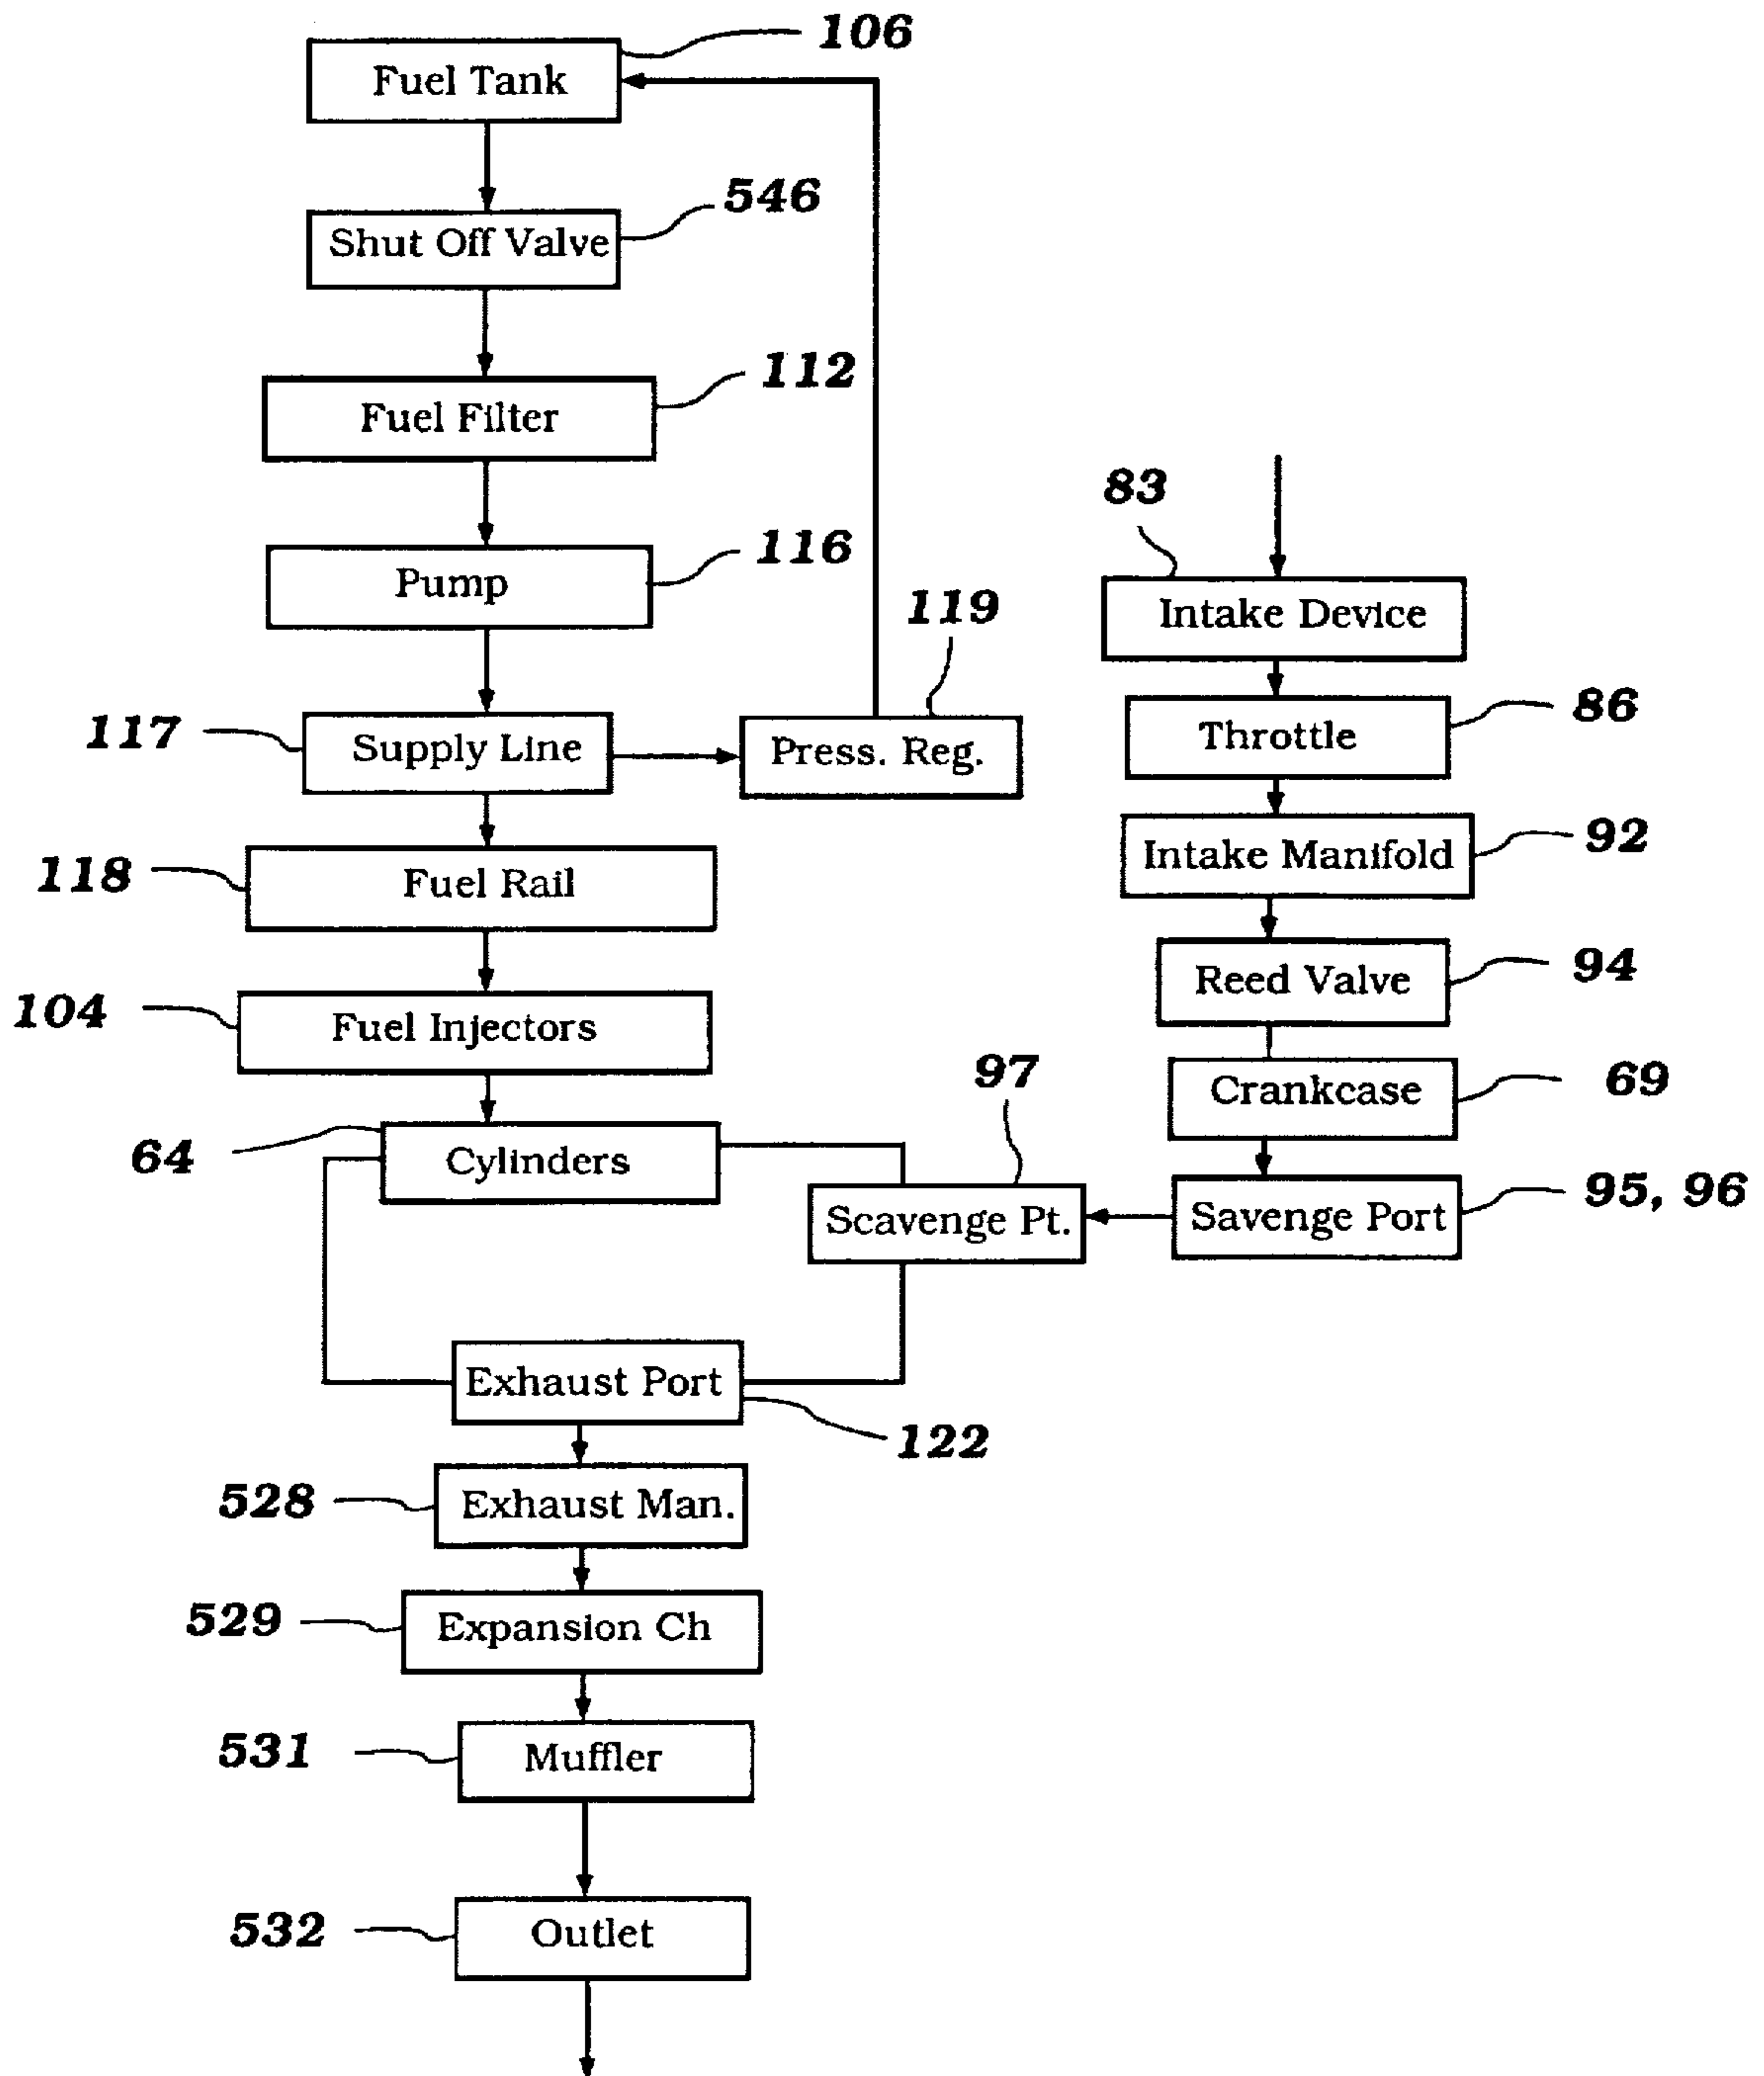 106
Fuel Tank
546
Shut Off Valve
112
Fuel Filter
116
Pump
83
Intake Device
119
117
Supply Line
Press. Reg.
86
Throttle
92
Intake Manifold
118
Fuel Rail
94
Reed Valve
104
Fuel Injectors
97
69
Crankcase
64
Cylinders
95, 96
Scavenge Pt.
Savenge Port
Exhaust Port
122
528
Exhaust Man.
529
Expansion Ch
531
Muffler
532
Outlet